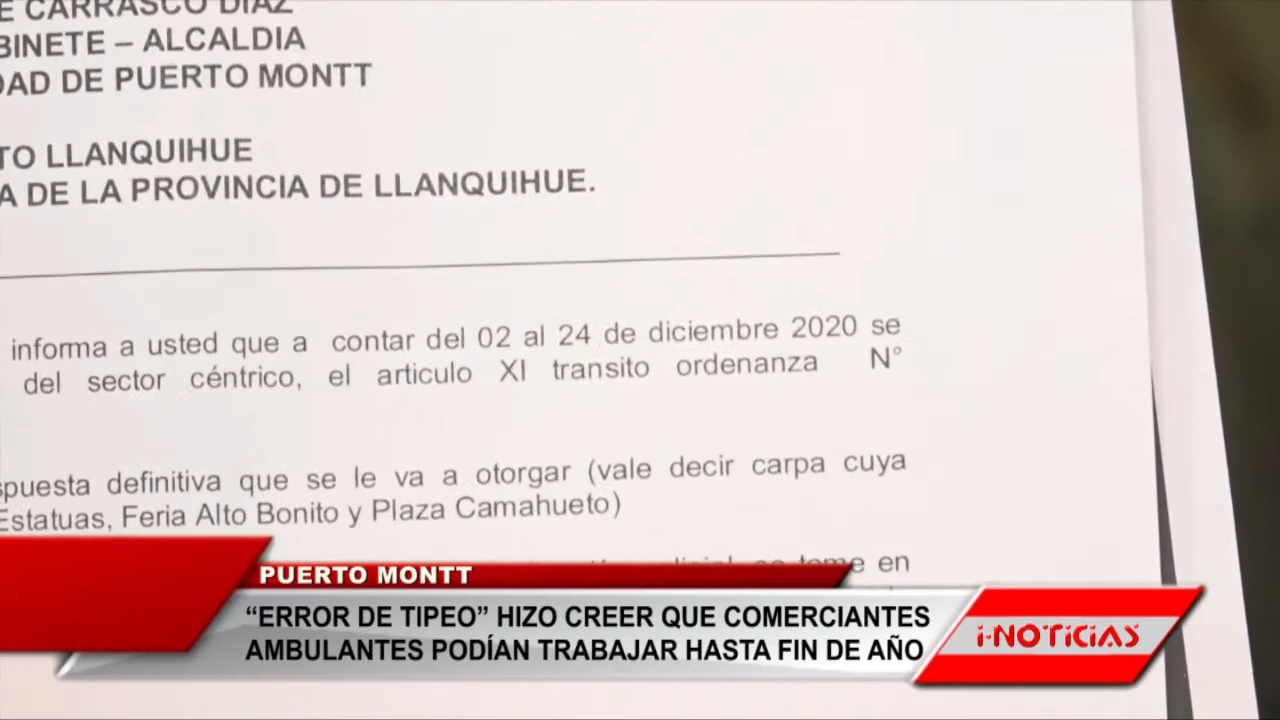 E CARRASCO DIAZ
BINETE – ALCALDIA
DAD DE PUERTO MONTT
TO LLANQUIHUE
A DE LA PROVINCIA DE LLANQUIHUE.
informa a usted que a contar del 02 al 24 de diciembre 2020 se
del sector céntrico, el articulo XI transito ordenanza N°
spuesta definitiva que se le va a otorgar (vale decir carpa cuya
Estatuas, Feria Alto Bonito y Plaza Camahueto)
se tome en
PUERTO MONTT
“ERROR DE TIPEO” HIZO CREER QUE COMERCIANTES
AMBULANTES PODÍAN TRABAJAR HASTA FIN DE AÑO
i-NOTICIAS